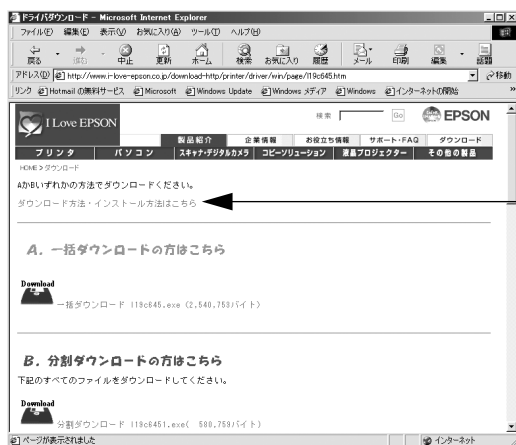 ドライバダウンロード - Microsoft Internet Explorer
ファイル(F) 編集(E) 表示(V) お気に入り(A) ツール(T) ヘルプ(H)
戻る 進む 中止 更新 ホーム 検索 お気に入り 履歴 メール 印刷 編集 話題
アドレス(D) http://www.i-love-epson.co.jp/download-http/printer/driver/win/page/l19c645.htm 移動
リンク Hotmail の無料サービス Microsoft Windows Update Windows メディア Windows インターネットの開始 »
I Love EPSON
検索 Go EPSON
製品紹介 企業情報 お役立ち情報 サポート・FAQ ダウンロード
プリンタ パソコン スキャナ・デジタルカメラ コピーソリューション 液晶プロジェクター その他の製品
HOME > ダウンロード
AかBいずれかの方法でダウンロードください。
ダウンロード方法・インストール方法はこちら
A. 一括ダウンロードの方はこちら
Download
一括ダウンロード l19c645.exe (2,540,753バイト)
B. 分割ダウンロードの方はこちら
下記のすべてのファイルをダウンロードしてください。
Download
分割ダウンロード l19c6451.exe( 580,759バイト)
ページが表示されました インターネット